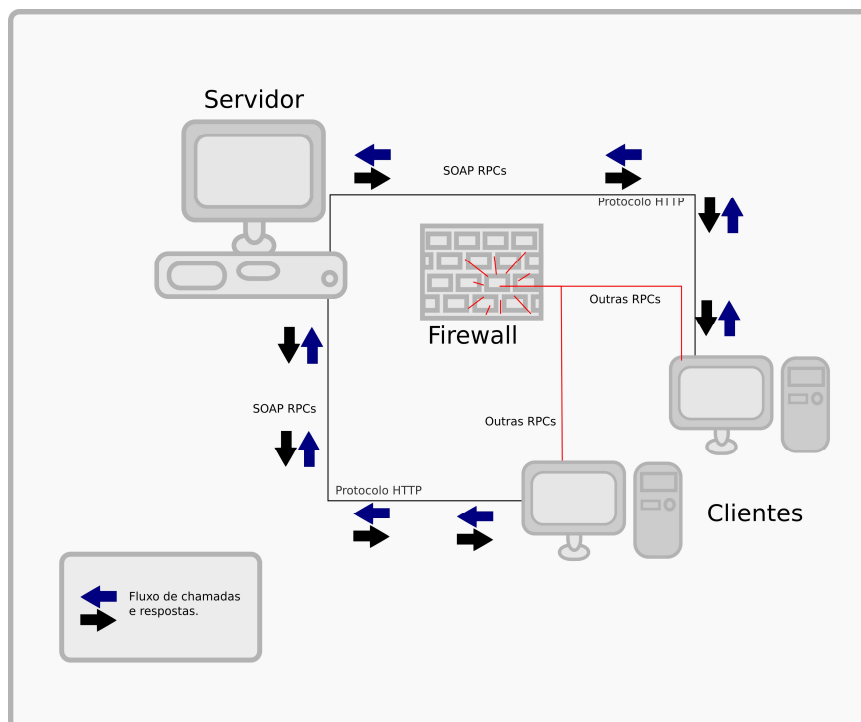 Servidor
SOAP RPCs
Protocolo HTTP
Outras RPCs
Firewall
SOAP RPCs
Outras RPCs
Protocolo HTTP
Clientes
Fluxo de chamadas
e respostas.